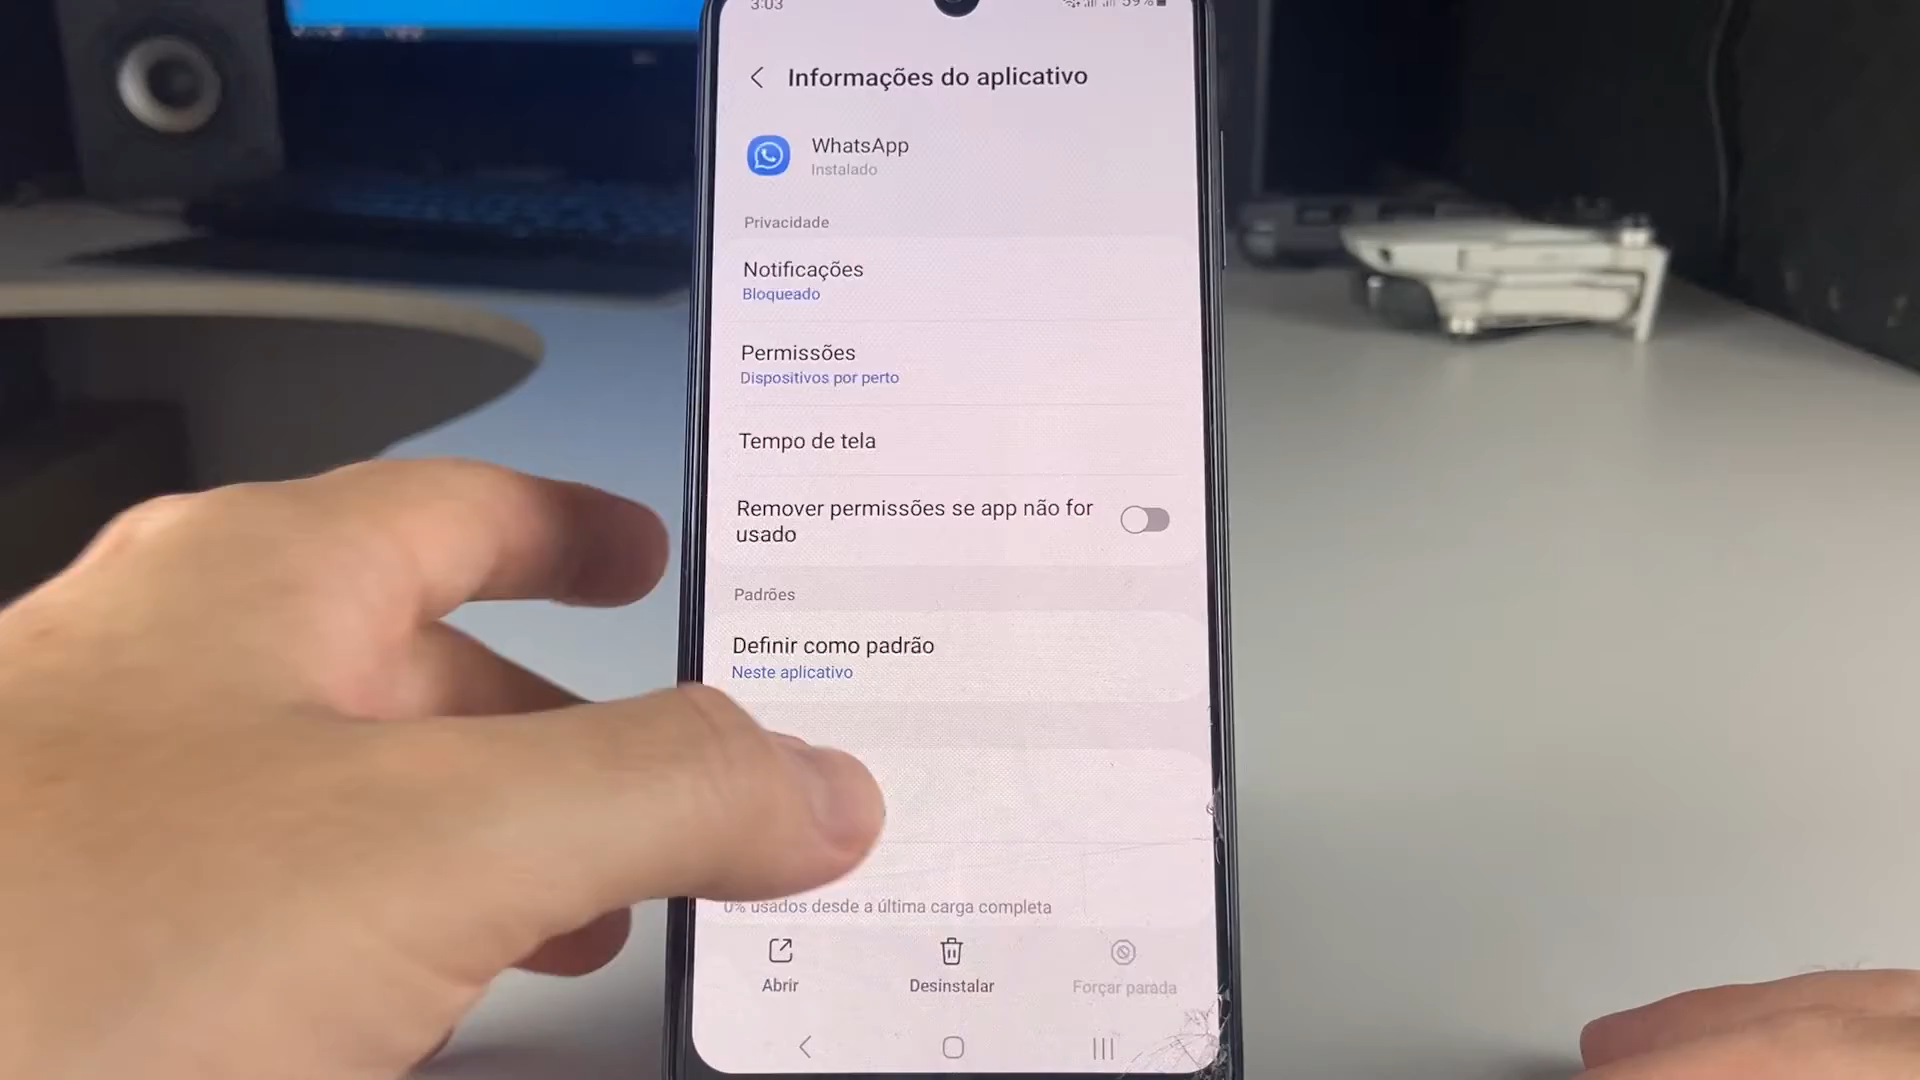 3:03
59%
Informações do aplicativo
WhatsApp
Instalado
Privacidade
Notificações
Bloqueado
Permissões
Dispositivos por perto
Tempo de tela
Remover permissões se app não for
usado
Padrões
Definir como padrão
Neste aplicativo
0% usados desde a última carga completa
Abrir
Desinstalar
Forçar parada